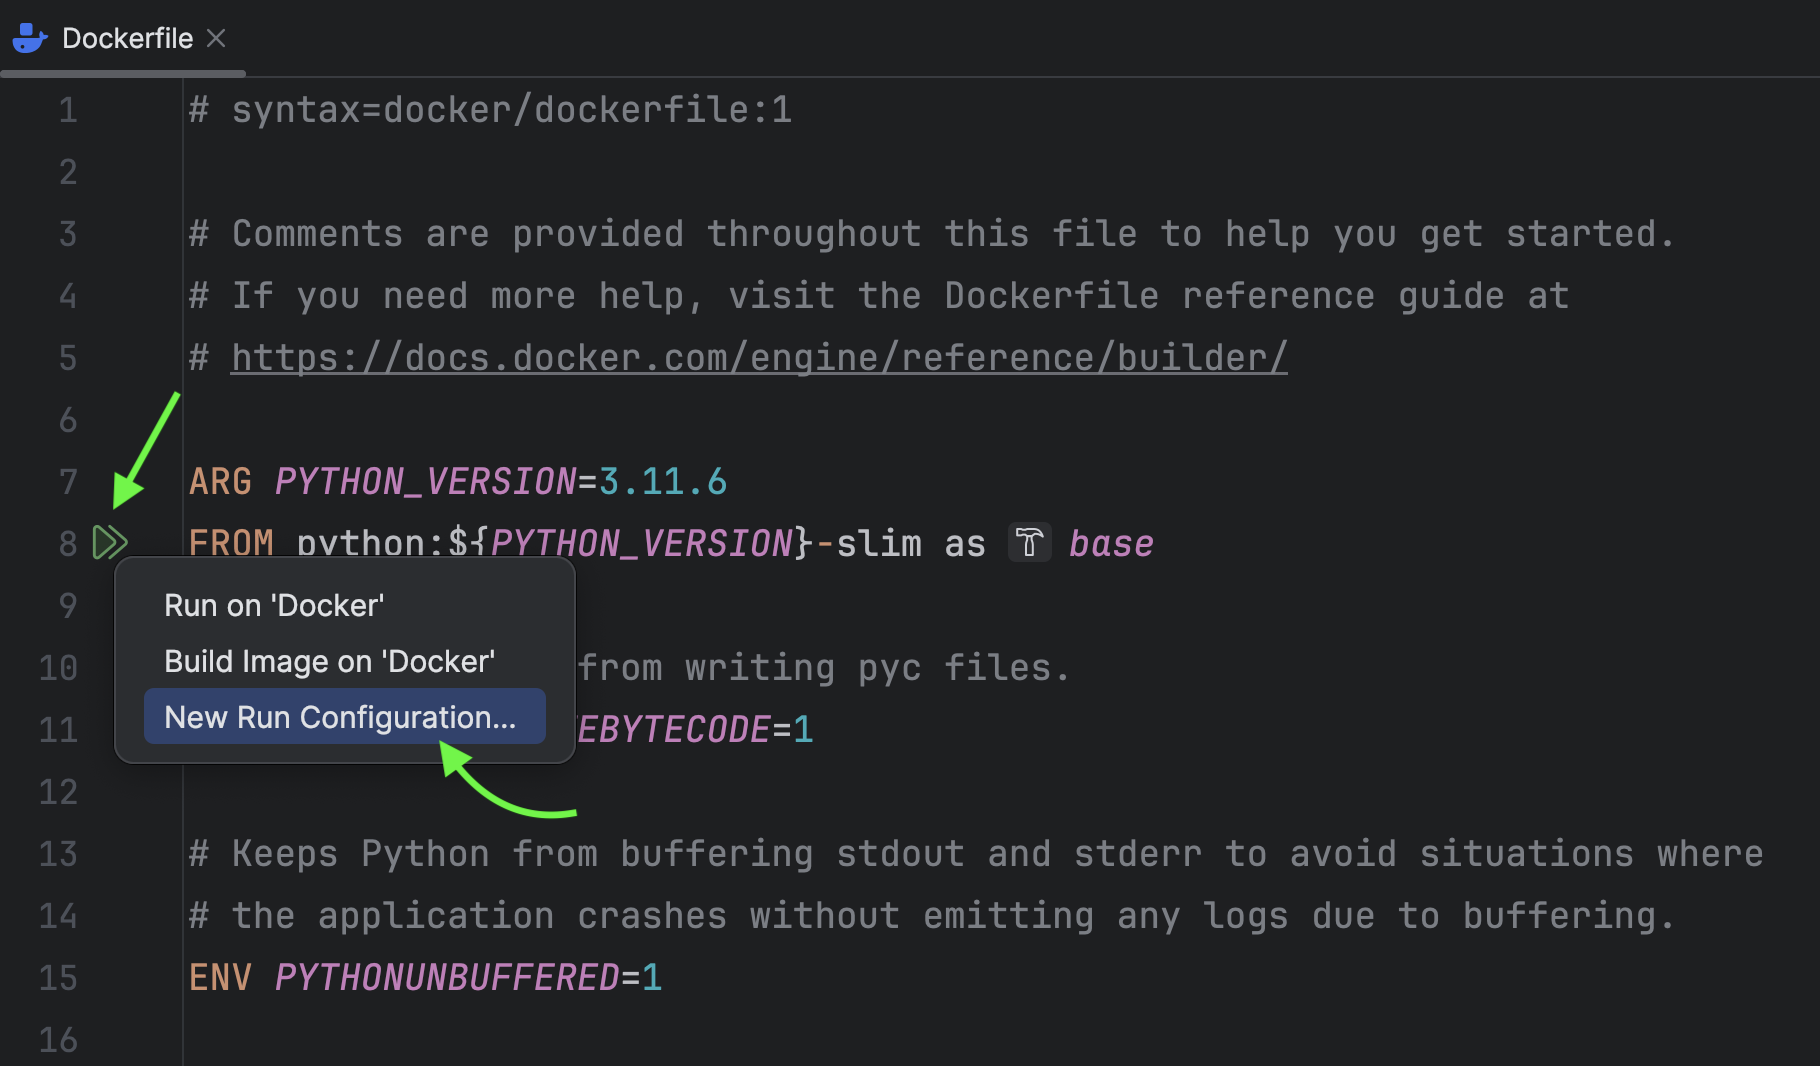 Dockerfile
1 # syntax=docker/dockerfile:1
2
3 # Comments are provided throughout this file to help you get started.
4 # If you need more help, visit the Dockerfile reference guide at
5 # https://docs.docker.com/engine/reference/builder/
6
7 ARG PYTHON_VERSION=3.11.6
8 FROM python:${PYTHON_VERSION}-slim as base
9
Run on 'Docker'
Build Image on 'Docker'
New Run Configuration...
10 from writing pyc files.
11 EBYTECODE=1
12
13 # Keeps Python from buffering stdout and stderr to avoid situations where
14 # the application crashes without emitting any logs due to buffering.
15 ENV PYTHONUNBUFFERED=1
16